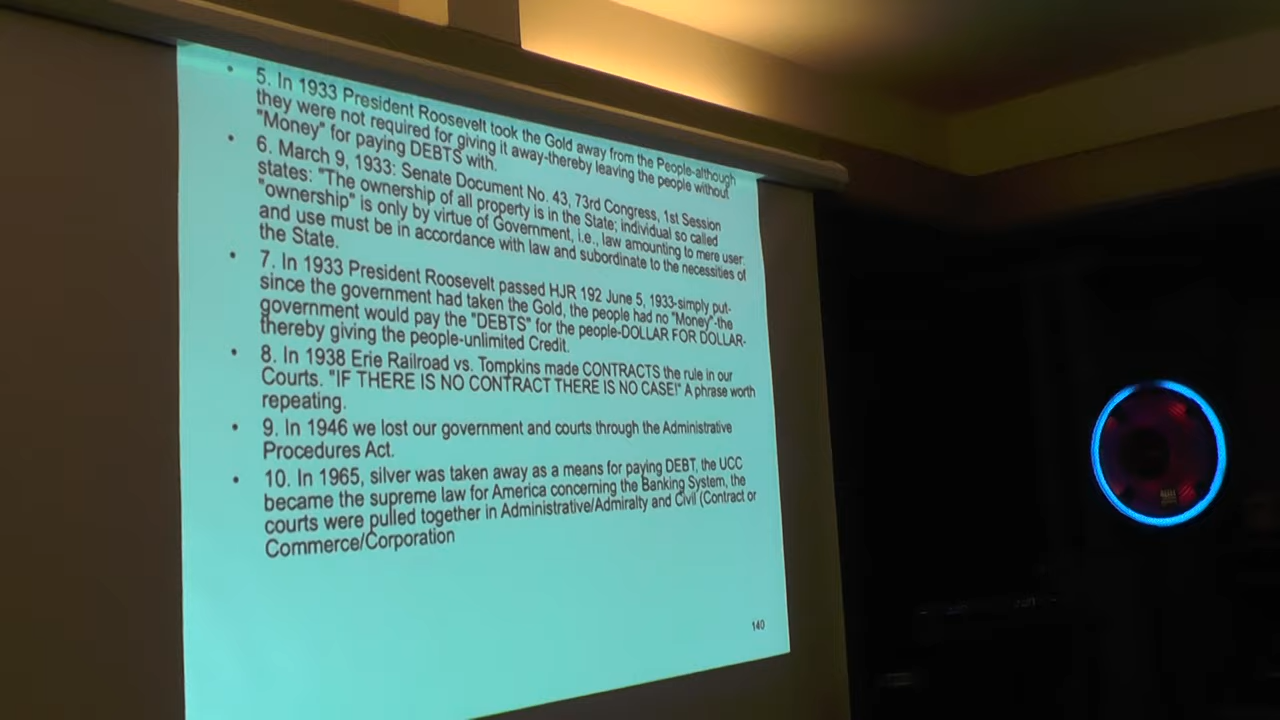 • 5. In 1933 President Roosevelt took the Gold away from the People-although
they were not required for giving it away-thereby leaving the people without
"Money" for paying DEBTS with.
• 6. March 9, 1933: Senate Document No. 43, 73rd Congress, 1st Session
states: "The ownership of all property is in the State; individual so called
"ownership" is only by virtue of Government, i.e., law amounting to mere user:
and use must be in accordance with law and subordinate to the necessities of
the State.
• 7. In 1933 President Roosevelt passed HJR 192 June 5, 1933-simply put-
since the government had taken the Gold, the people had no "Money"-the
government would pay the "DEBTS" for the people-DOLLAR FOR DOLLAR-
thereby giving the people-unlimited Credit.
• 8. In 1938 Erie Railroad vs. Tompkins made CONTRACTS the rule in our
Courts. "IF THERE IS NO CONTRACT THERE IS NO CASE!" A phrase worth
repeating.
• 9. In 1946 we lost our government and courts through the Administrative
Procedures Act.
• 10. In 1965, silver was taken away as a means for paying DEBT, the UCC
became the supreme law for America concerning the Banking System, the
courts were pulled together in Administrative/Admiralty and Civil (Contract or
Commerce/Corporation
140